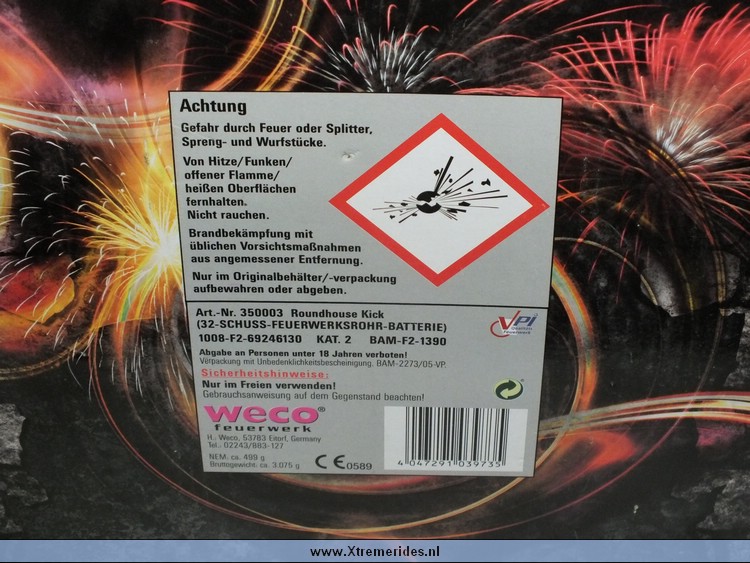 Achtung
Gefahr durch Feuer oder Splitter,
Spreng- und Wurfstücke.
Von Hitze/Funken/
offener Flamme/
heißen Oberflächen
fernhalten.
Nicht rauchen.
Brandbekämpfung mit
üblichen Vorsichtsmaßnahmen
aus angemessener Entfernung.
Nur im Originalbehälter/-verpackung
aufbewahren oder abgeben.
Art.-Nr. 350003 Roundhouse Kick
(32-SCHUSS-FEUERWERKSROHR-BATTERIE)
1008-F2-69246130 KAT. 2 BAM-F2-1390
VPI
Abgabe an Personen unter 18 Jahren verboten!
Verpackung mit Unbedenklichkeitsbescheinigung. BAM-2273/05-VP.
Sicherheitshinweise:
Nur im Freien verwenden!
Gebrauchsanweisung auf dem Gegenstand beachten!
weco®
feuerwerk
H.: Weco, 53783 Eitorf, Germany
Tel.: 02243/883-127
NEM: ca. 499 g
Bruttogewicht: ca. 3.075 g
CE 0589
4 047291 039735
www.Xtremerides.nl